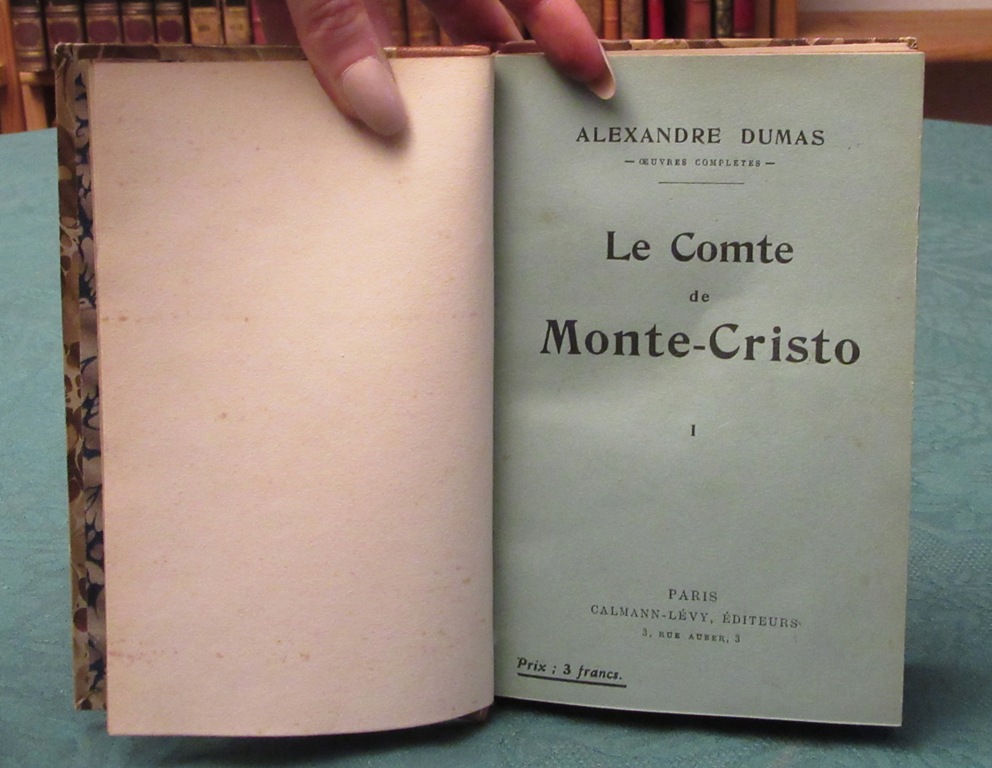 ALEXANDRE DUMAS
— ŒUVRES COMPLÈTES —
Le Comte
de
Monte-Cristo
I
PARIS
CALMANN-LÉVY, ÉDITEURS
3, RUE AUBER, 3
Prix : 3 francs.